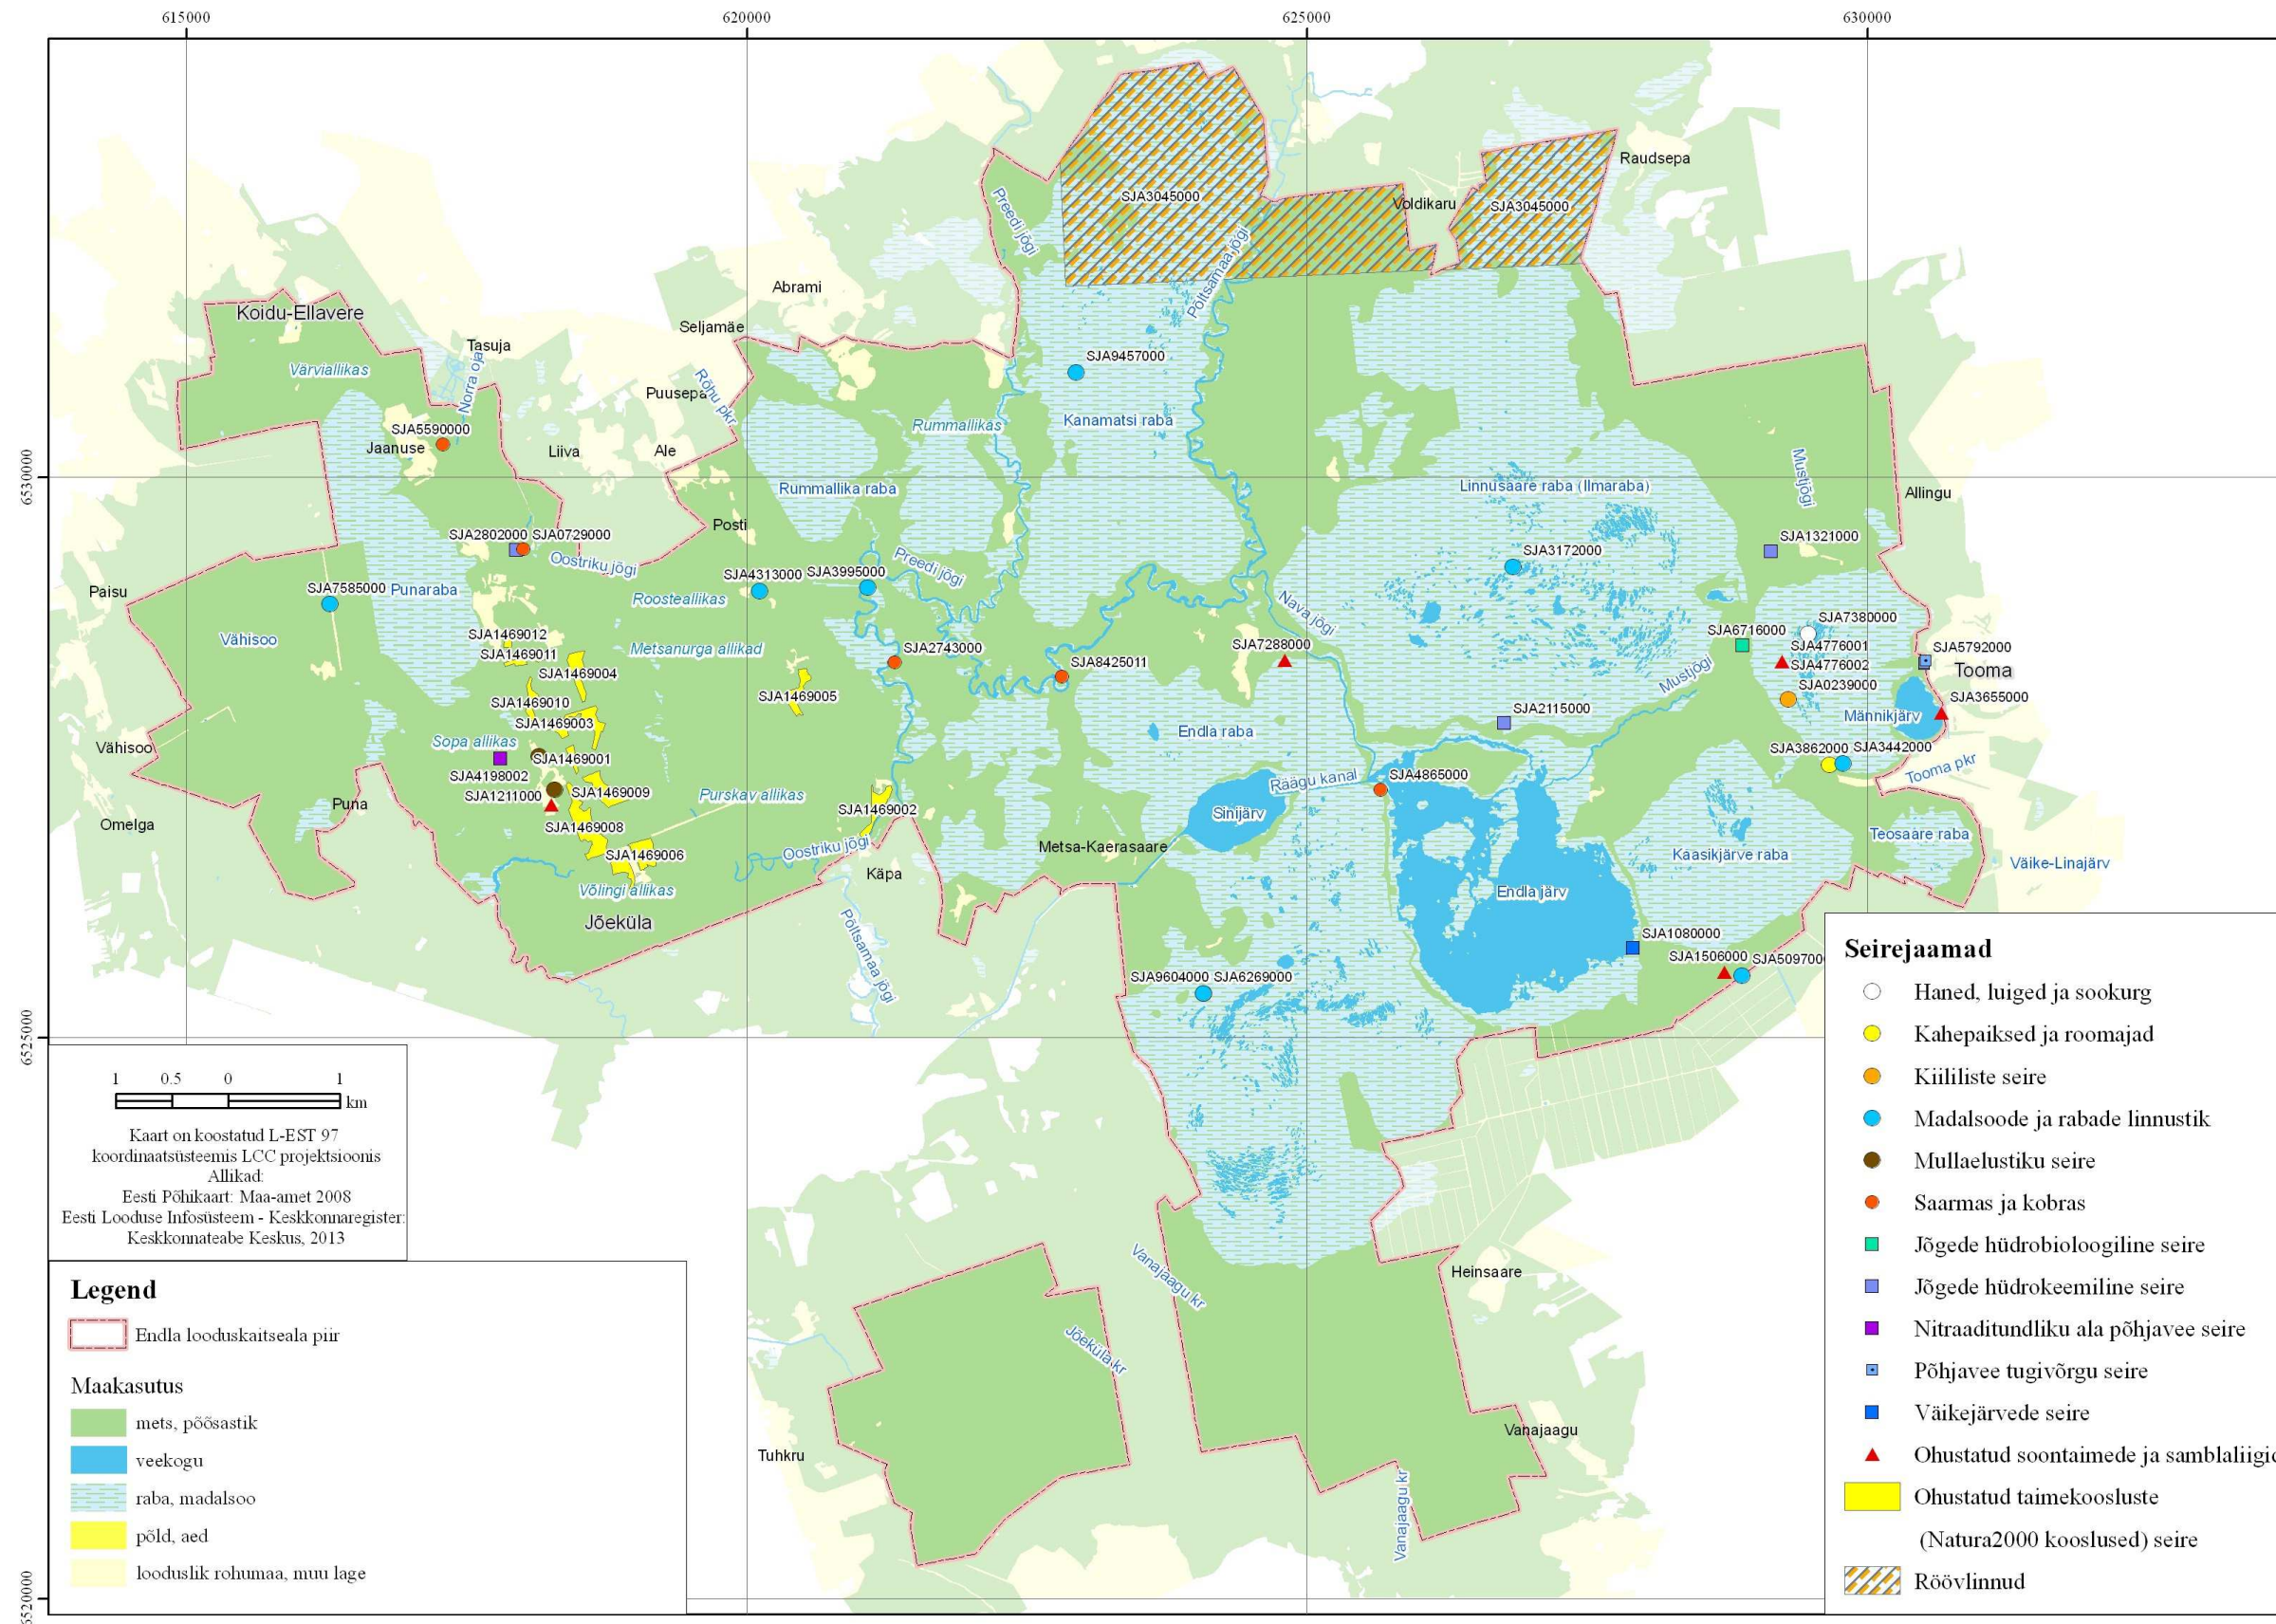 615000
620000
625000
630000
6530000
6525000
6520000
Raudsepa
SJA3045000
Voldikaru
SJA3045000
Preedi jõgi
Põltsamaa jõgi
Abrami
Koidu-Ellavere
Seljamäe
Tasuja
Värviallikas
Norra oja
Puusepa
Rõhu pkr
SJA9457000
Kanamatsi raba
Rummallikas
SJA5590000
Jaanuse
Liiva
Ale
Rummallika raba
Linnusaare raba (Ilmaraba)
Mustjõgi
Allingu
Posti
SJA2802000 SJA0729000
Oostriku jõgi
SJA1321000
SJA3172000
Preedi jõgi
SJA4313000 SJA3995000
Paisu
SJA7585000
Punaraba
Roosteallikas
Nava jõgi
Vähisoo
SJA1469012
SJA1469011
Metsanurga allikad
SJA2743000
SJA7288000
SJA6716000
SJA7380000
SJA4776001
SJA4776002
SJA5792000
Tooma
SJA1469004
SJA8425011
Mustjõgi
SJA0239000
SJA1469005
SJA3655000
SJA1469010
SJA1469003
SJA2115000
Männikjärv
Endla raba
Vähisoo
Sopa allikas
SJA1469001
SJA3862000 SJA3442000
SJA4198002
Räägu kanal
SJA4865000
Tooma pkr
SJA1211000
SJA1469009
Purskav allikas
Puna
SJA1469002
Sinijärv
Omelga
SJA1469008
Teosaare raba
Metsa-Kaerasaare
Oostriku jõgi
SJA1469006
Kaasikjärve raba
Väike-Linajärv
Käpa
Võlingi allikas
Endla järv
Jõeküla
Põltsamaa jõgi
SJA1080000
SJA1506000 SJA509700
SJA9604000 SJA6269000
Vanajaagu kr
Heinsaare
Jõeküla kr
Vanajaagu
Tuhkru
Vanajaagu kr
1 0.5 0 1
km
Kaart on koostatud L-EST 97
koordinaatsüsteemis LCC projektsioonis
Allikad:
Eesti Põhikaart: Maa-amet 2008
Eesti Looduse Infosüsteem - Keskkonnaregister:
Keskkonnateabe Keskus, 2013
Legend
Endla looduskaitseala piir
Maakasutus
mets, põõsastik
veekogu
raba, madalsoo
põld, aed
looduslik rohumaa, muu lage
Seirejaamad
Haned, luiged ja sookurg
Kahepaiksed ja roomajad
Kiililiste seire
Madalsoode ja rabade linnustik
Mullaelustiku seire
Saarmas ja kobras
Jõgede hüdrobioloogiline seire
Jõgede hüdrokeemiline seire
Nitraaditundliku ala põhjavee seire
Põhjavee tugivõrgu seire
Väikejärvede seire
Ohustatud soontaimede ja samblaliigid
Ohustatud taimekoosluste
(Natura2000 kooslused) seire
Röövlinnud